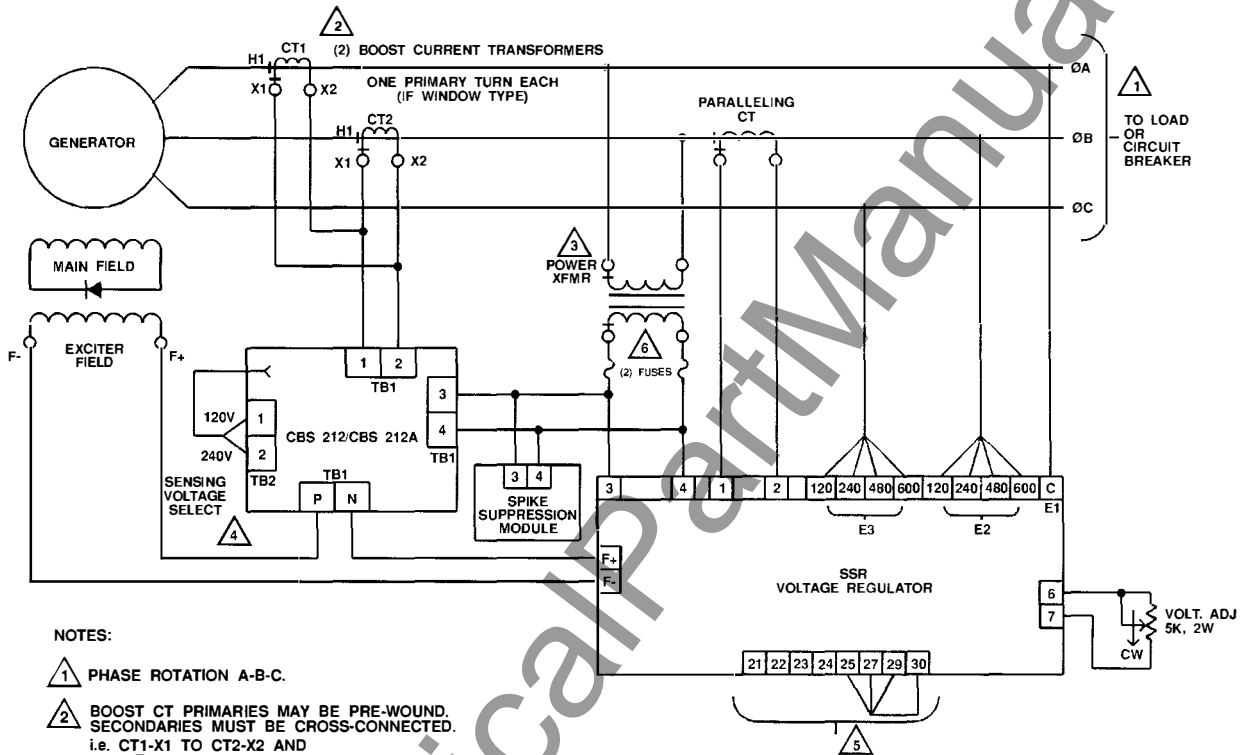 2
CT1
(2) BOOST CURRENT TRANSFORMERS
H1
X1
X2
ONE PRIMARY TURN EACH
(IF WINDOW TYPE)
CT2
H1
X1
X2
PARALLELING
CT
ØA
ØB
ØC
1
TO LOAD
OR
CIRCUIT
BREAKER
GENERATOR
MAIN FIELD
EXCITER
FIELD
F-
F+
3
POWER
XFMR
6
(2) FUSES
1 2
TB1
3
4
TB1
CBS 212/CBS 212A
120V
240V
1
2
TB2
TB1
P N
SENSING
VOLTAGE
SELECT
4
3 4
SPIKE
SUPPRESSION
MODULE
3 4 1 2 120 240 480 600 120 240 480 600 C
E3
E2
E1
F+
F-
SSR
VOLTAGE REGULATOR
6
7
VOLT. ADJ
5K, 2W
CW
21 22 23 24 25 27 29 30
5
NOTES:
1 PHASE ROTATION A-B-C.
2 BOOST CT PRIMARIES MAY BE PRE-WOUND.
SECONDARIES MUST BE CROSS-CONNECTED.
i.e. CT1-X1 TO CT2-X2 AND
icalPartManua